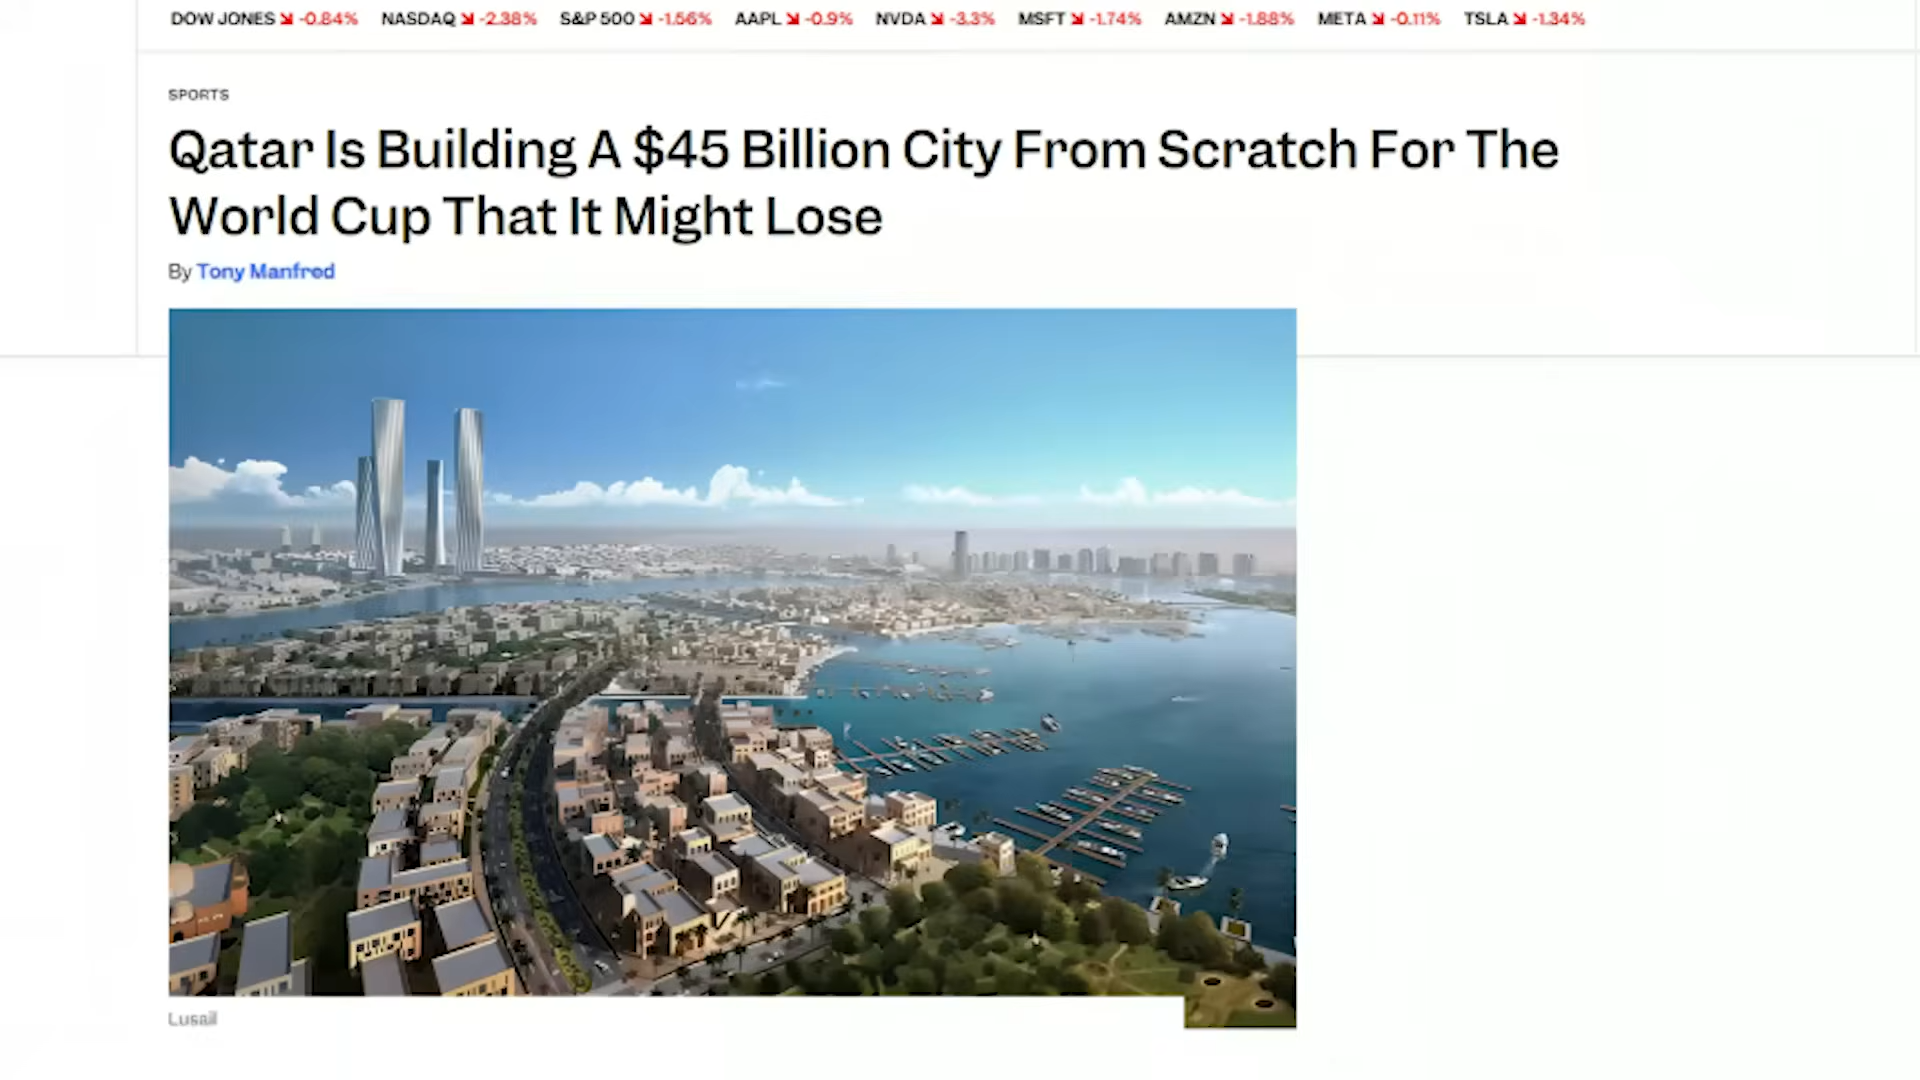 DOW JONES -0.84% NASDAQ -2.38% S&P 500 -1.56% AAPL -0.9% NVDA -3.3% MSFT -1.74% AMZN -1.88% META -0.11% TSLA -1.34%
SPORTS
Qatar Is Building A $45 Billion City From Scratch For The
World Cup That It Might Lose
By Tony Manfred
Lusail